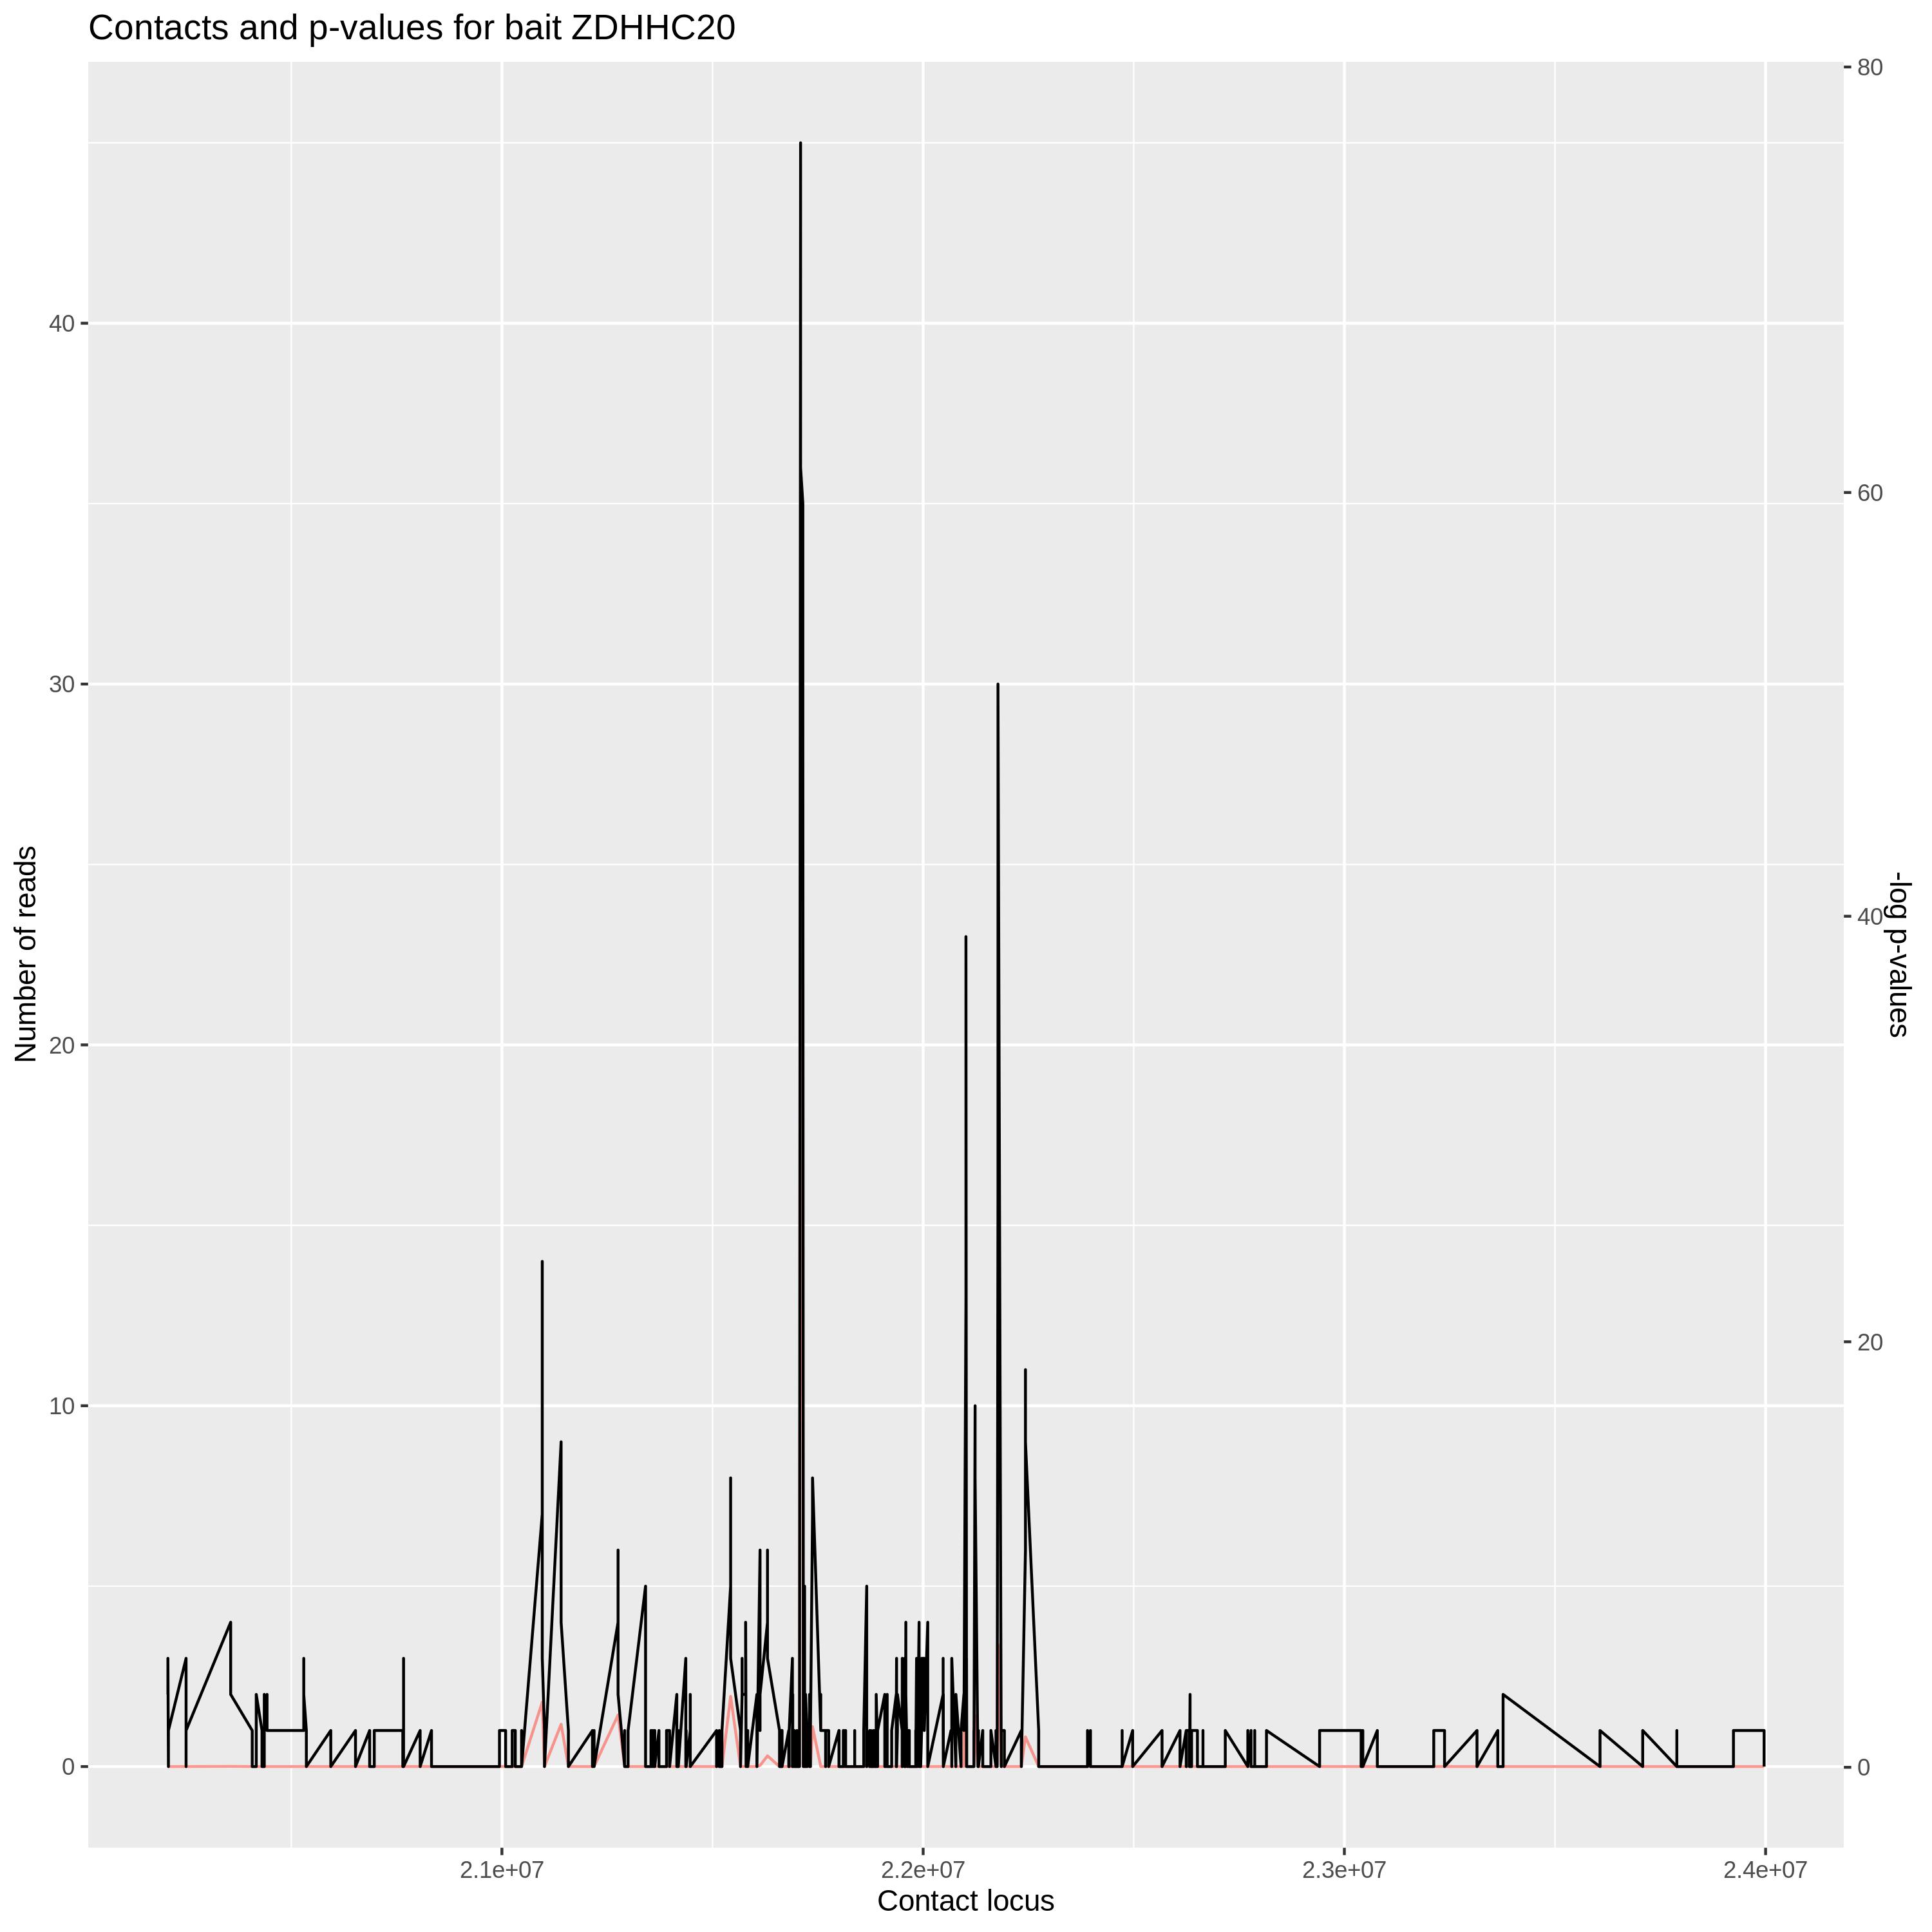 Contacts and p-values for bait ZDHHC20
Number of reads
40
30
20
10
0
80
60
40
20
0
-log p-values
2.1e+07
2.2e+07
2.3e+07
2.4e+07
Contact locus